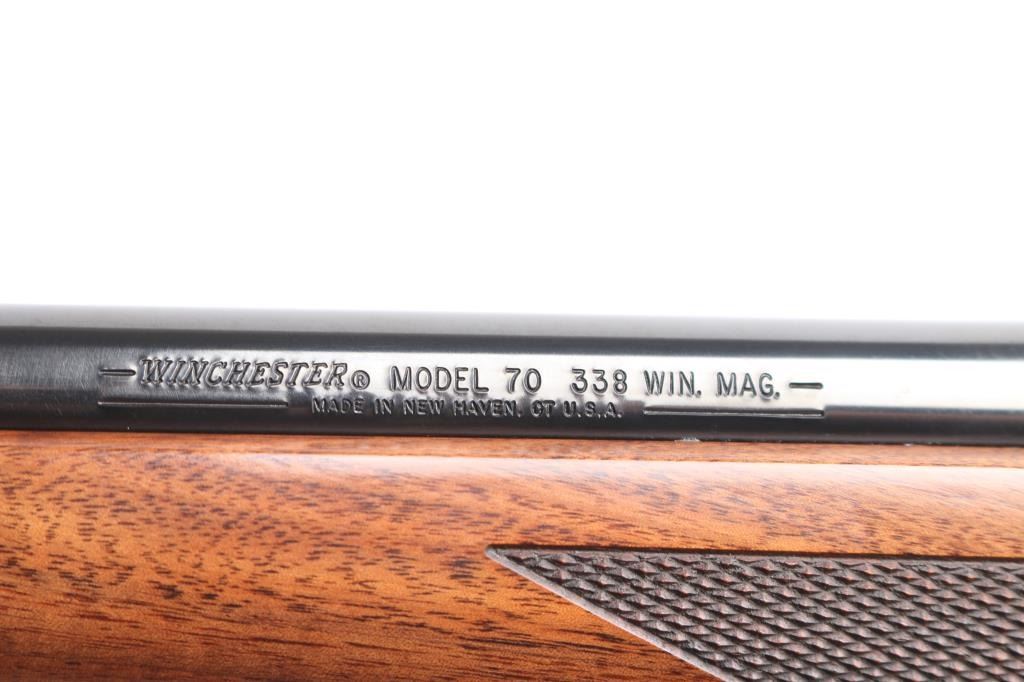 WINCHESTER® MODEL 70 338 WIN. MAG.
MADE IN NEW HAVEN. CT U.S.A.